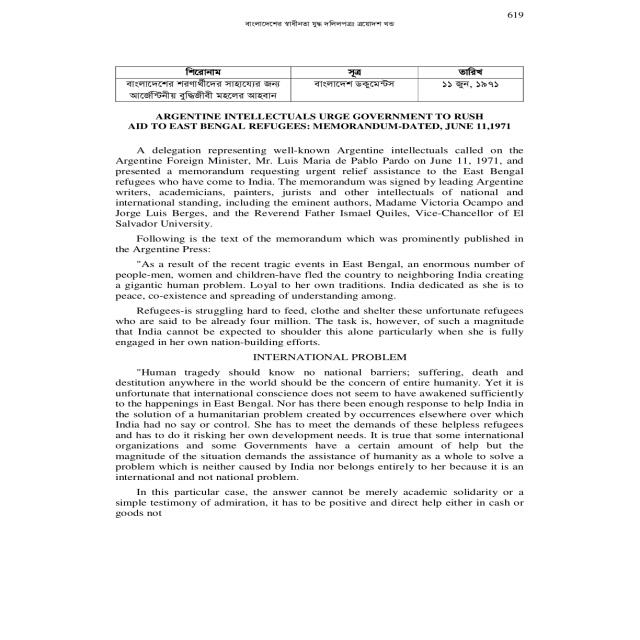 619
বাংলাদেশের স্বাধীনতা যুদ্ধ দলিলপত্রঃ ত্রয়োদশ খন্ড
শিরোনাম সূত্র তারিখ
বাংলাদেশের শরণার্থীদের সাহায্যের জন্য বাংলাদেশ ডকুমেন্টস ১১ জুন, ১৯৭১
আর্জেন্টিনীয় বুদ্ধিজীবী মহলের আহবান
ARGENTINE INTELLECTUALS URGE GOVERNMENT TO RUSH
AID TO EAST BENGAL REFUGEES: MEMORANDUM-DATED, JUNE 11,1971
A delegation representing well-known Argentine intellectuals called on the
Argentine Foreign Minister, Mr. Luis Maria de Pablo Pardo on June 11, 1971, and
presented a memorandum requesting urgent relief assistance to the East Bengal
refugees who have come to India. The memorandum was signed by leading Argentine
writers, academicians, painters, jurists and other intellectuals of national and
international standing, including the eminent authors, Madame Victoria Ocampo and
Jorge Luis Berges, and the Reverend Father Ismael Quiles, Vice-Chancellor of El
Salvador University.
Following is the text of the memorandum which was prominently published in
the Argentine Press:
"As a result of the recent tragic events in East Bengal, an enormous number of
people-men, women and children-have fled the country to neighboring India creating
a gigantic human problem. Loyal to her own traditions. India dedicated as she is to
peace, co-existence and spreading of understanding among.
Refugees-is struggling hard to feed, clothe and shelter these unfortunate refugees
who are said to be already four million. The task is, however, of such a magnitude
that India cannot be expected to shoulder this alone particularly when she is fully
engaged in her own nation-building efforts.
INTERNATIONAL PROBLEM
"Human tragedy should know no national barriers; suffering, death and
destitution anywhere in the world should be the concern of entire humanity. Yet it is
unfortunate that international conscience does not seem to have awakened sufficiently
to the happenings in East Bengal. Nor has there been enough response to help India in
the solution of a humanitarian problem created by occurrences elsewhere over which
India had no say or control. She has to meet the demands of these helpless refugees
and has to do it risking her own development needs. It is true that some international
organizations and some Governments have a certain amount of help but the
magnitude of the situation demands the assistance of humanity as a whole to solve a
problem which is neither caused by India nor belongs entirely to her because it is an
international and not national problem.
In this particular case, the answer cannot be merely academic solidarity or a
simple testimony of admiration, it has to be positive and direct help either in cash or
goods not